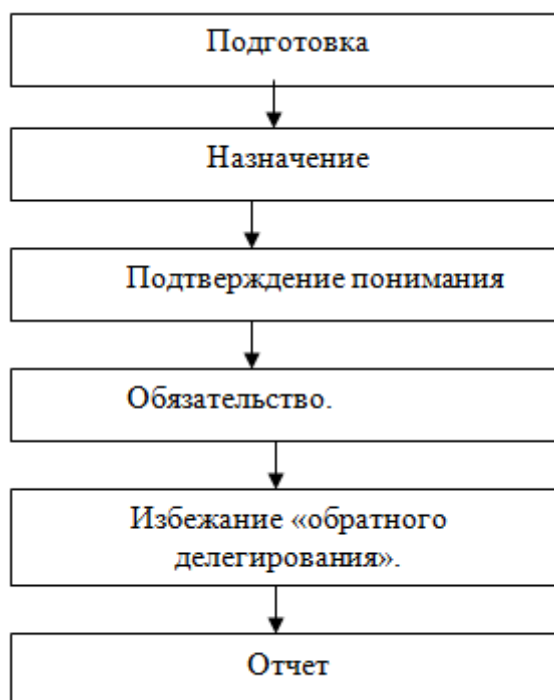 Подготовка
Назначение
Подтверждение понимания
Обязательство.
Избежание «обратного
делегирования».
Отчет